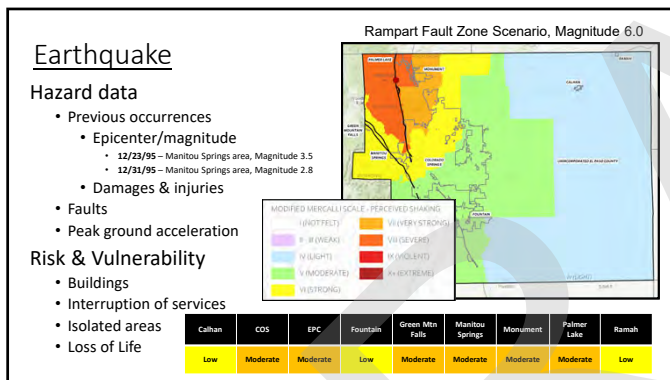 Rampart Fault Zone Scenario, Magnitude 6.0
Earthquake
Hazard data
• Previous occurrences
• Epicenter/magnitude
• 12/23/95 – Manitou Springs area, Magnitude 3.5
• 12/31/95 – Manitou Springs area, Magnitude 2.8
• Damages & injuries
• Faults
• Peak ground acceleration
Risk & Vulnerability
• Buildings
• Interruption of services
• Isolated areas
• Loss of Life
PALMER LAKE
MONUMENT
RAMAH
CALHAN
GREEN MOUNTAIN FALLS
MANITOU SPRINGS
COLORADO SPRINGS
UNINCORPORATED EL PASO COUNTY
FOUNTAIN
IV (LIGHT)
MODIFIED MERCALLI SCALE - PERCEIVED SHAKING
I (NOT FELT) VII (VERY STRONG)
II - III (WEAK) VIII (SEVERE)
IV (LIGHT) IX (VIOLENT)
V (MODERATE) X+ (EXTREME)
VI (STRONG)
Calhan COS EPC Fountain Green Mtn Falls Manitou Springs Monument Palmer Lake Ramah
Low Moderate Moderate Low Moderate Moderate Moderate Moderate Low